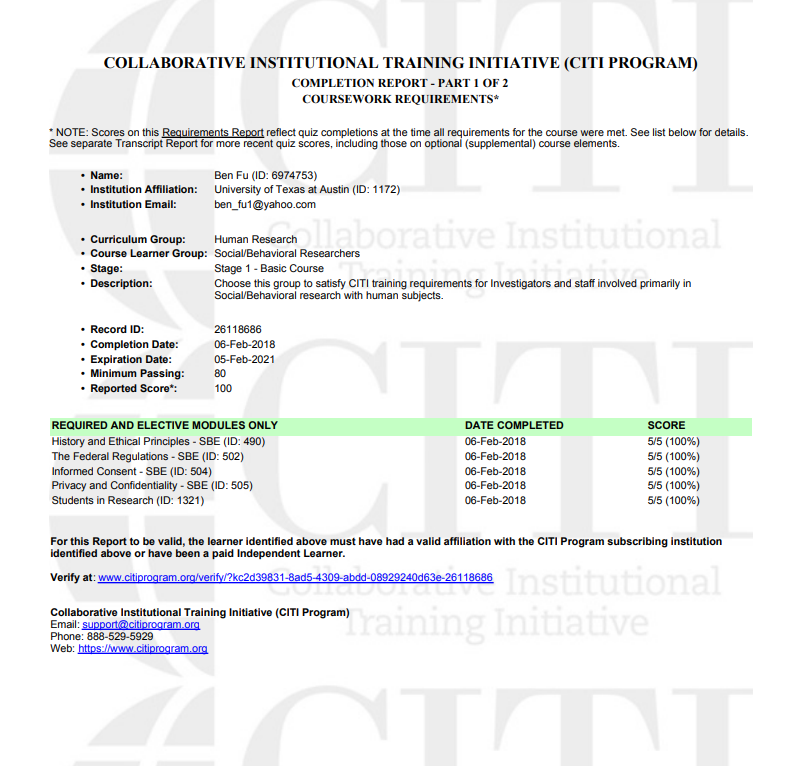 COLLABORATIVE INSTITUTIONAL TRAINING INITIATIVE (CITI PROGRAM)
COMPLETION REPORT - PART 1 OF 2
COURSEWORK REQUIREMENTS*
* NOTE: Scores on this Requirements Report reflect quiz completions at the time all requirements for the course were met. See list below for details.
See separate Transcript Report for more recent quiz scores, including those on optional (supplemental) course elements.
• Name: Ben Fu (ID: 6974753)
• Institution Affiliation: University of Texas at Austin (ID: 1172)
• Institution Email: ben_fu1@yahoo.com
• Curriculum Group: Human Research
• Course Learner Group: Social/Behavioral Researchers
• Stage: Stage 1 - Basic Course
• Description: Choose this group to satisfy CITI training requirements for Investigators and staff involved primarily in
Social/Behavioral research with human subjects.
• Record ID: 26118686
• Completion Date: 06-Feb-2018
• Expiration Date: 05-Feb-2021
• Minimum Passing: 80
• Reported Score*: 100
REQUIRED AND ELECTIVE MODULES ONLY DATE COMPLETED SCORE
History and Ethical Principles - SBE (ID: 490) 06-Feb-2018 5/5 (100%)
The Federal Regulations - SBE (ID: 502) 06-Feb-2018 5/5 (100%)
Informed Consent - SBE (ID: 504) 06-Feb-2018 5/5 (100%)
Privacy and Confidentiality - SBE (ID: 505) 06-Feb-2018 5/5 (100%)
Students in Research (ID: 1321) 06-Feb-2018 5/5 (100%)
For this Report to be valid, the learner identified above must have had a valid affiliation with the CITI Program subscribing institution
identified above or have been a paid Independent Learner.
Verify at: www.citiprogram.org/verify/?kc2d39831-8ad5-4309-abdd-08929240d63e-26118686
Collaborative Institutional Training Initiative (CITI Program)
Email: support@citiprogram.org
Phone: 888-529-5929
Web: https://www.citiprogram.org
CITI
Collaborative Institutional
Training Initiative
CITI
Collaborative Institutional
Training Initiative
CITI